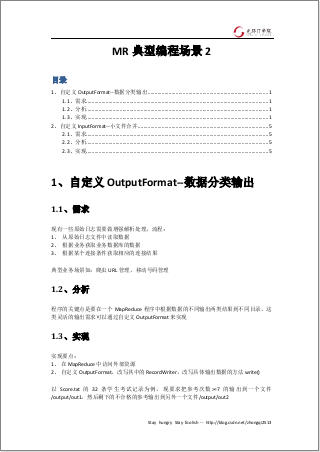 MR 典型编程场景 2
目录
1、自定义 OutputFormat--数据分类输出........1
1.1、需求........1
1.2、分析........1
1.3、实现........1
2、自定义 InputFormat--小文件合并........5
2.1、需求........5
2.2、分析........5
2.3、实现........5
1、自定义 OutputFormat--数据分类输出
1.1、需求
现有一些原始日志需要做增强解析处理，流程：
1、 从原始日志文件中读取数据
2、 根据业务获取业务数据库的数据
3、 根据某个连接条件获取相应的连接结果
典型业务场景如：爬虫 URL 管理，移动号码管理
1.2、分析
程序的关键点是要在一个 MapReduce 程序中根据数据的不同输出两类结果到不同目录，这
类灵活的输出需求可以通过自定义 OutputFormat 来实现
1.3、实现
实现要点：
1、 在 MapReduce 中访问外部资源
2、 自定义 OutputFormat，改写其中的 RecordWriter，改写具体输出数据的方法 write()
以 Score.txt 的 32 条学生考试记录为例，现要求把参考次数>=7 的输出到一个文件
/output/out1，然后剩下的不合格的参考输出到另外一个文件/output/out2
Stay hungry Stay foolish -- http://blog.csdn.net/zhongqi2513